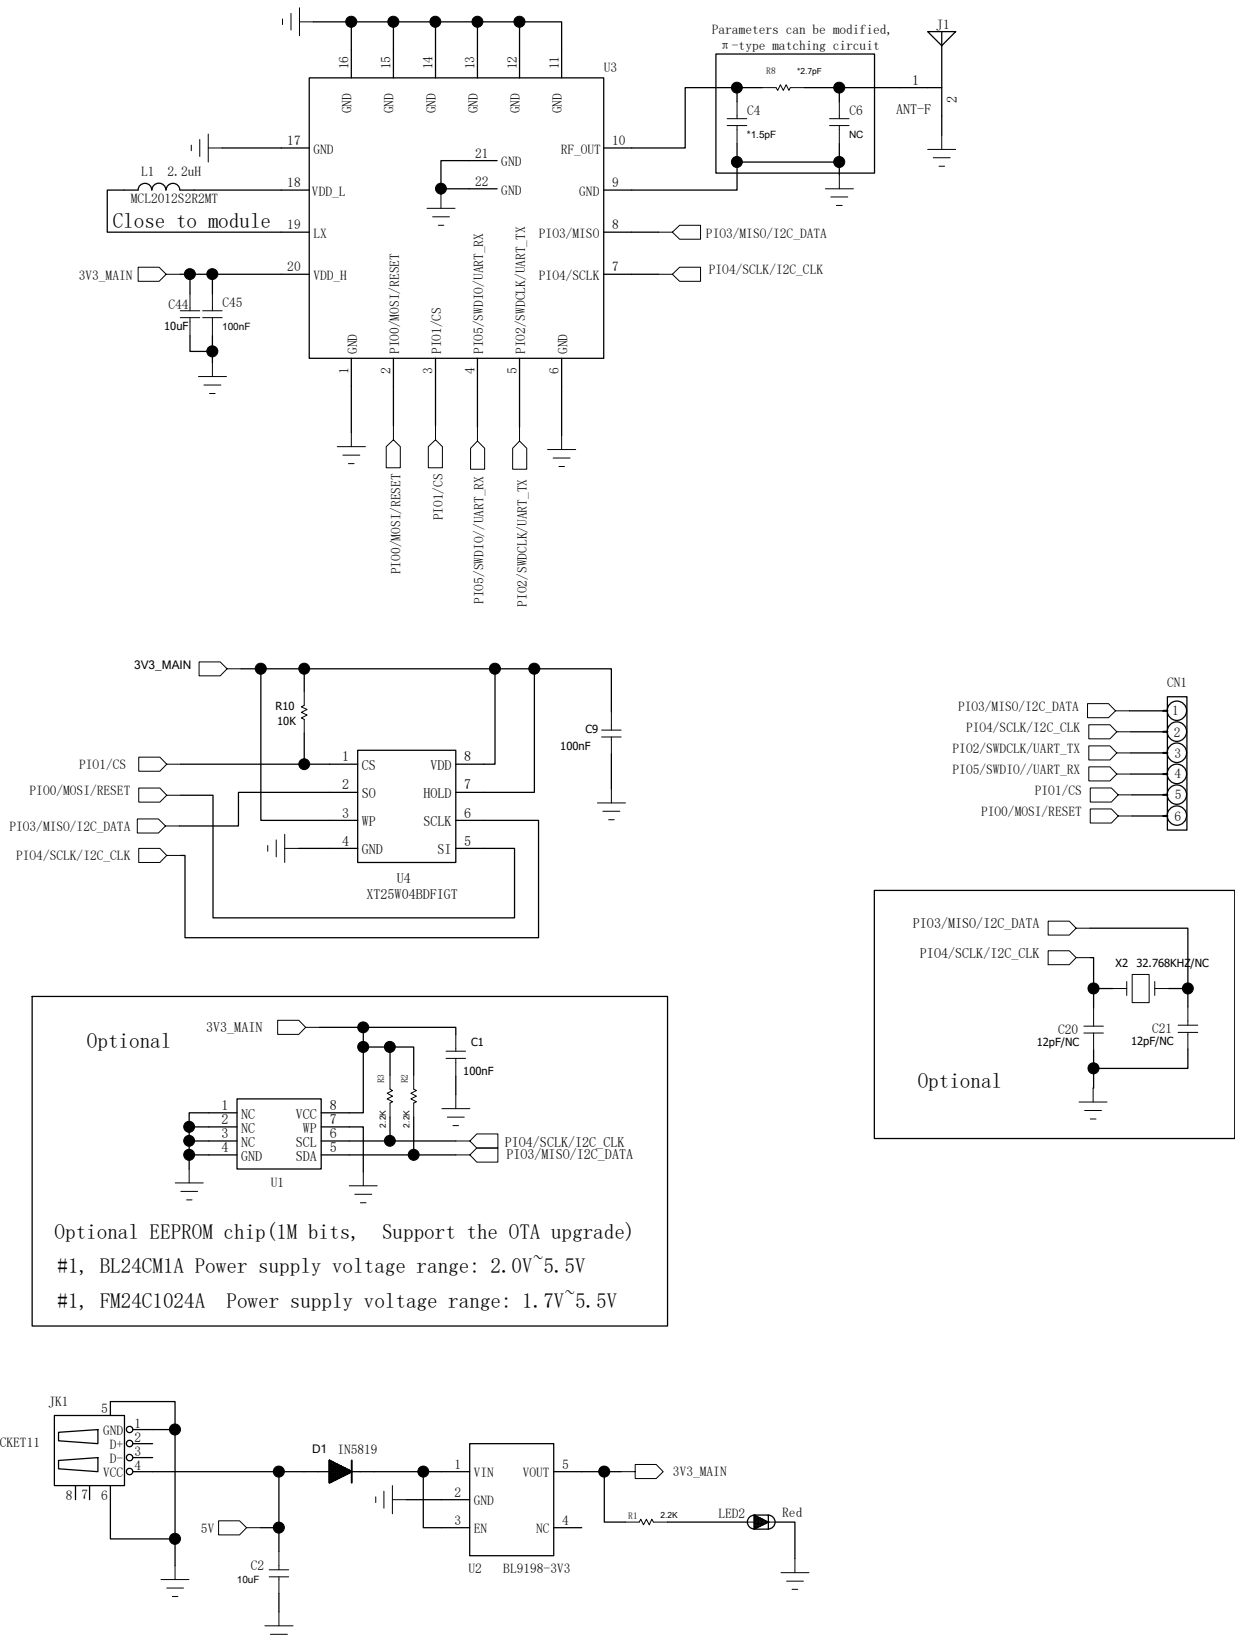 Parameters can be modified,
π-type matching circuit
J1
R8 *2.7pF
C4
*1.5pF
C6
NC
1
2
ANT-F
U3
16 15 14 13 12 11
GND GND GND GND GND GND
17 GND
L1 2.2uH
MCL2012S2R2MT
18 VDD_L
Close to module
19 LX
3V3_MAIN
20 VDD_H
C44
10uF
C45
100nF
21 GND
22 GND
RF_OUT 10
GND 9
PIO3/MISO 8 PIO3/MISO/I2C_DATA
PIO4/SCLK 7 PIO4/SCLK/I2C_CLK
GND
PIO0/MOSI/RESET
PIO1/CS
PIO5/SWDIO/UART_RX
PIO2/SWDCLK/UART_TX
GND
1 2 3 4 5 6
PIO0/MOSI/RESET
PIO1/CS
PIO5/SWDIO//UART_RX
PIO2/SWDCLK/UART_TX
3V3_MAIN
R10
10K
C9
100nF
PIO1/CS
PIO0/MOSI/RESET
PIO3/MISO/I2C_DATA
PIO4/SCLK/I2C_CLK
1 CS VDD 8
2 SO HOLD 7
3 WP SCLK 6
4 GND SI 5
U4
XT25W04BDFIGT
CN1
PIO3/MISO/I2C_DATA 1
PIO4/SCLK/I2C_CLK 2
PIO2/SWDCLK/UART_TX 3
PIO5/SWDIO//UART_RX 4
PIO1/CS 5
PIO0/MOSI/RESET 6
PIO3/MISO/I2C_DATA
PIO4/SCLK/I2C_CLK
X2 32.768KHZ/NC
C20
12pF/NC
C21
12pF/NC
Optional
Optional
3V3_MAIN
C1
100nF
R3 R2
2.2K 2.2K
1 NC VCC 8
2 NC WP 7
3 NC SCL 6
4 GND SDA 5
U1
PIO4/SCLK/I2C_CLK
PIO3/MISO/I2C_DATA
Optional EEPROM chip(1M bits, Support the OTA upgrade)
#1, BL24CM1A Power supply voltage range: 2.0V~5.5V
#1, FM24C1024A Power supply voltage range: 1.7V~5.5V
JK1
CKET11
5
GND 1
D+ 2
D- 3
VCC 4
8 7 6
5V
C2
10uF
D1 IN5819
1 VIN VOUT 5
2 GND
3 EN NC 4
U2 BL9198-3V3
3V3_MAIN
R1 2.2K
LED2 Red